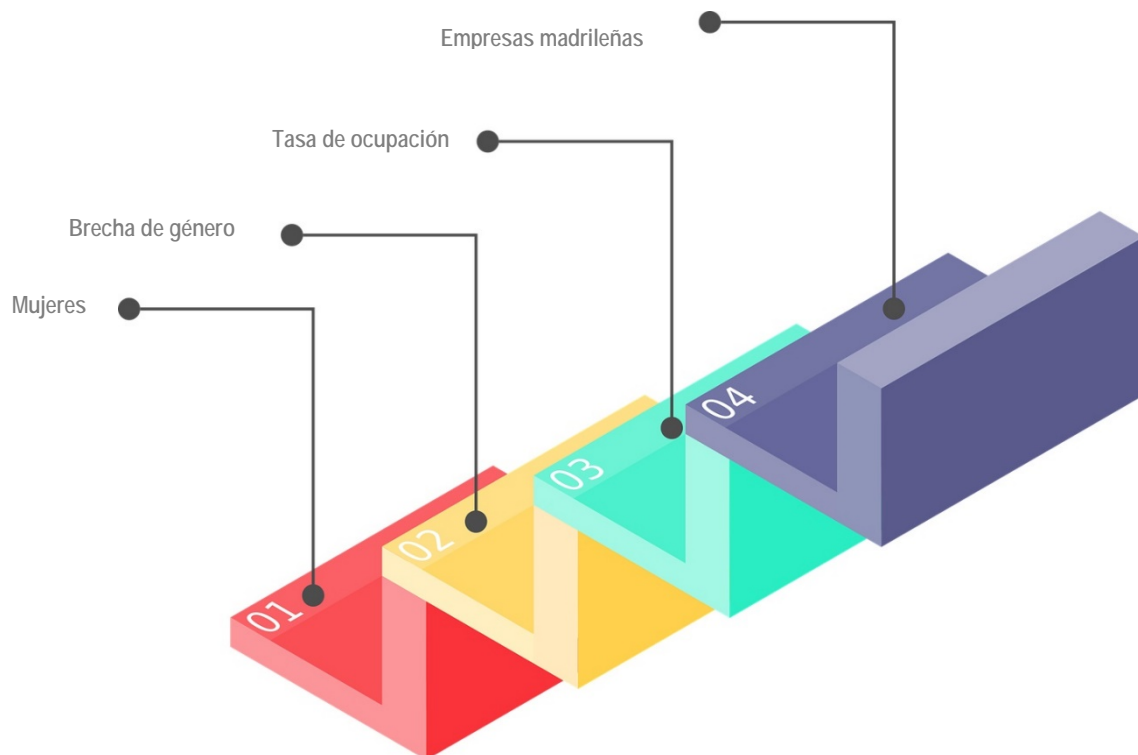 Empresas madrileñas
Tasa de ocupación
Brecha de género
Mujeres
04
03
02
01